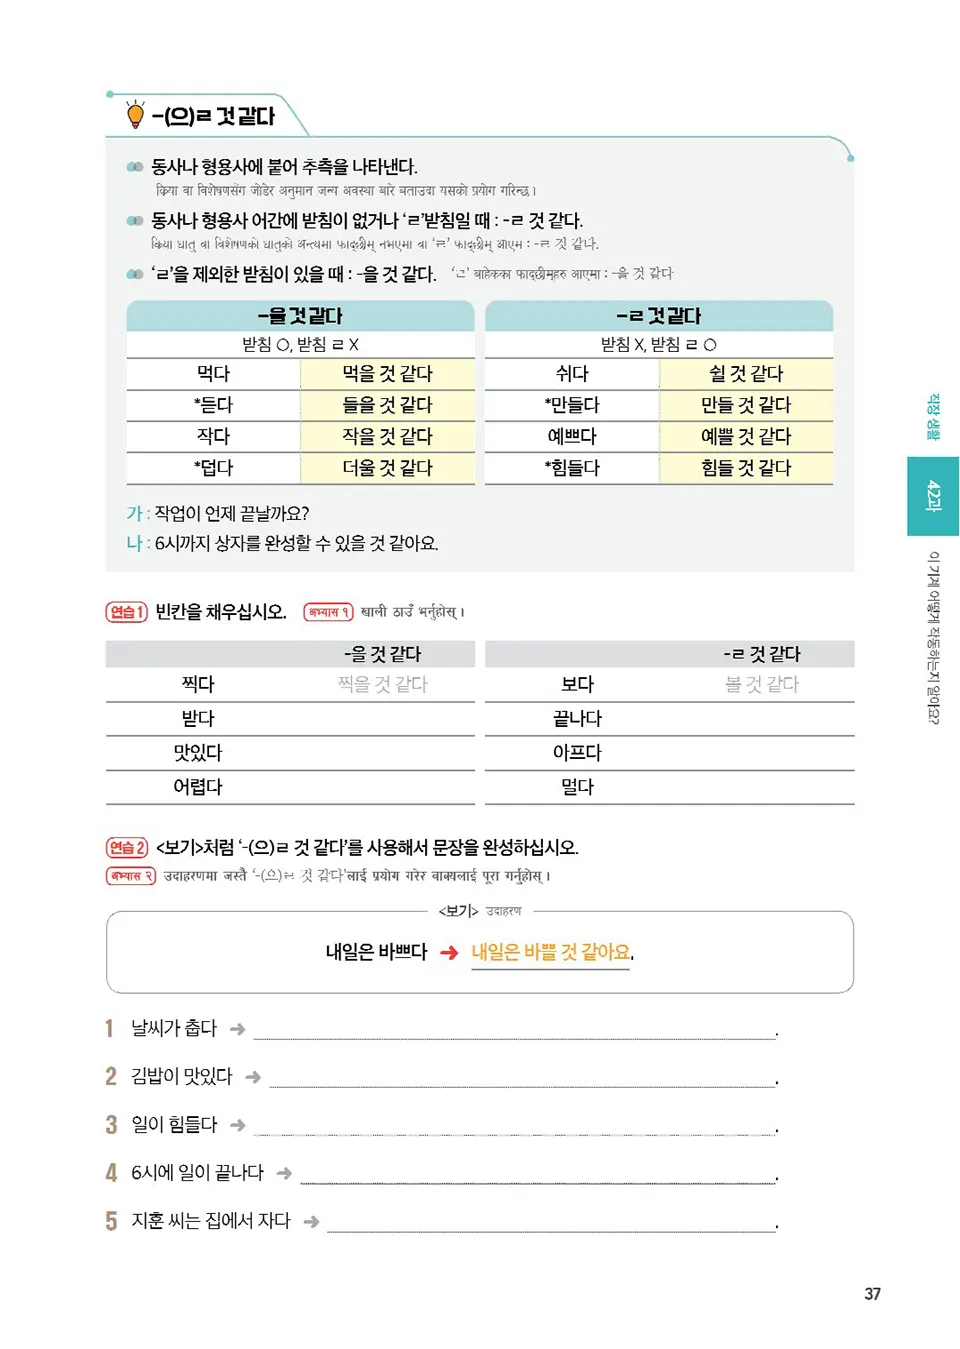 -(으)ㄹ 것 같다
동사나 형용사에 붙어 추측을 나타낸다.
क्रिया वा विशेषणसँग जोडेर अनुमान जन्य अवस्था बारे बताउदा यसको प्रयोग गरिन्छ।
동사나 형용사 어간에 받침이 없거나 ‘ㄹ’받침일 때 : -ㄹ 것 같다.
क्रिया धातु वा विशेषणको धातुको अन्त्यमा फाद्छीम् नभएमा वा ‘ㄹ’ फाद्छीम् आएम : -ㄹ 것 같다.
‘ㄹ’을 제외한 받침이 있을 때 : -을 것 같다. ‘ㄹ’ बाहेकका फाद्छीम्हरु आएमा : -을 것 같다
-을 것 같다
받침 O, 받침 ㄹ X
먹다 먹을 것 같다
*듣다 들을 것 같다
작다 작을 것 같다
*덥다 더울 것 같다
-ㄹ 것 같다
받침 X, 받침 ㄹ O
쉬다 쉴 것 같다
*만들다 만들 것 같다
예쁘다 예쁠 것 같다
*힘들다 힘들 것 같다
가 : 작업이 언제 끝날까요?
나 : 6시까지 상자를 완성할 수 있을 것 같아요.
연습 1 빈칸을 채우십시오. अभ्यास १ खाली ठाउँ भर्नुहोस्।
-을 것 같다
찍다 찍을 것 같다
받다
맛있다
어렵다
-ㄹ 것 같다
보다 볼 것 같다
끝나다
아프다
멀다
연습 2 <보기>처럼 ‘-(으)ㄹ 것 같다’를 사용해서 문장을 완성하십시오.
अभ्यास २ उदाहरणमा जस्तै ‘-(으)ㄹ 것 같다’लाई प्रयोग गरेर वाक्यलाई पूरा गर्नुहोस्।
<보기> उदाहरण
내일은 바쁘다 ➜ 내일은 바쁠 것 같아요.
1 날씨가 춥다 ➜ .
2 김밥이 맛있다 ➜ .
3 일이 힘들다 ➜ .
4 6시에 일이 끝나다 ➜ .
5 지훈 씨는 집에서 자다 ➜ .
직장 생활
42과
이 기계 어떻게 작동하는지 알아요?
37